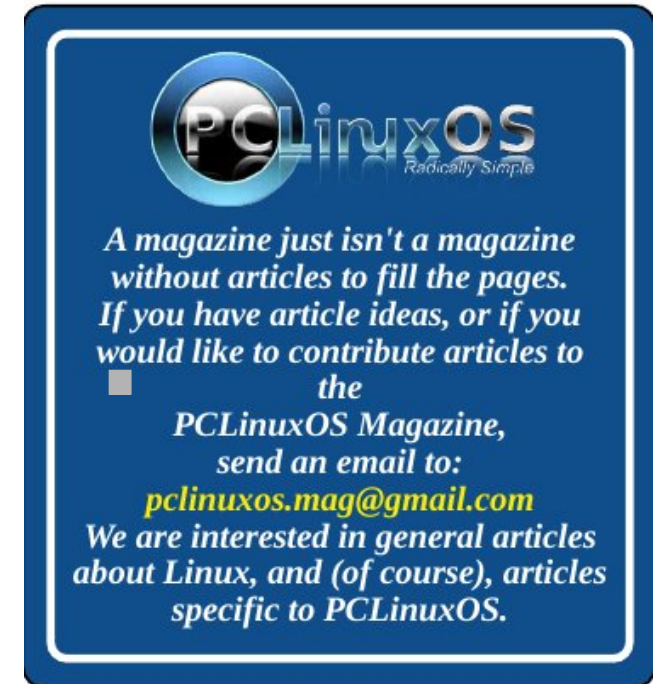 PCLinuxOS
Radically Simple
A magazine just isn't a magazine
without articles to fill the pages.
If you have article ideas, or if you
would like to contribute articles to
the
PCLinuxOS Magazine,
send an email to:
pclinuxos.mag@gmail.com
We are interested in general articles
about Linux, and (of course), articles
specific to PCLinuxOS.